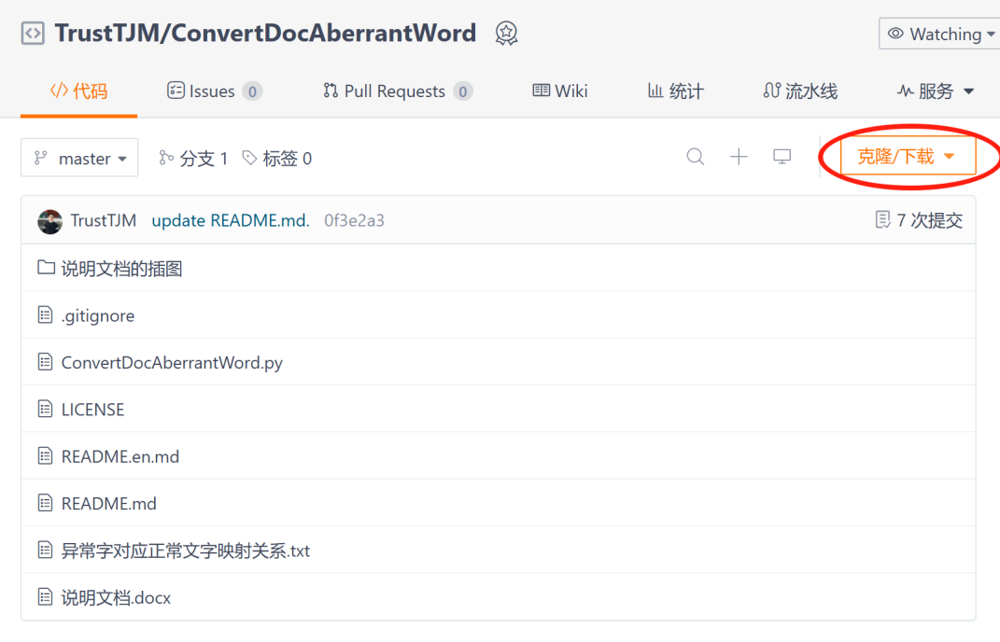 TrustTJM/ConvertDocAberrantWord
Watching
</> 代码
Issues 0
Pull Requests 0
Wiki
统计
流水线
服务
master
分支 1
标签 0
克隆/下载
TrustTJM update README.md. 0f3e2a3
7 次提交
说明文档的插图
.gitignore
ConvertDocAberrantWord.py
LICENSE
README.en.md
README.md
异常字对应正常文字映射关系.txt
说明文档.docx